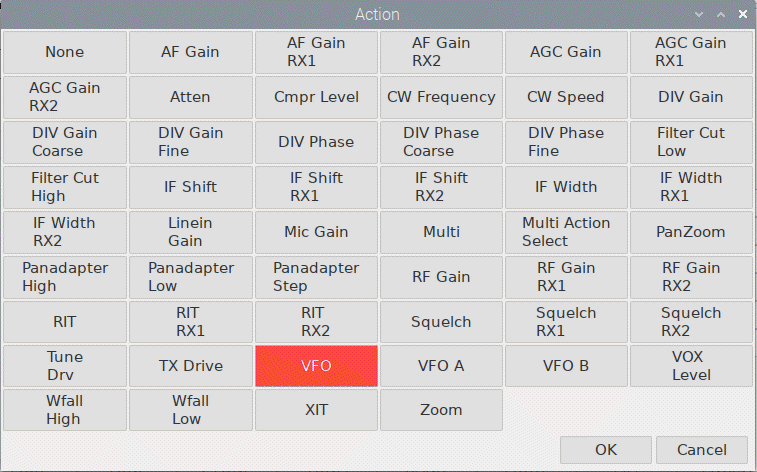 Action
None
AF Gain
AF Gain
RX1
AF Gain
RX2
AGC Gain
AGC Gain
RX1
AGC Gain
RX2
Atten
Cmpr Level
CW Frequency
CW Speed
DIV Gain
DIV Gain
Coarse
DIV Gain
Fine
DIV Phase
DIV Phase
Coarse
DIV Phase
Fine
Filter Cut
Low
Filter Cut
High
IF Shift
IF Shift
RX1
IF Shift
RX2
IF Width
IF Width
RX1
IF Width
RX2
Linein
Gain
Mic Gain
Multi
Multi Action
Select
PanZoom
Panadapter
High
Panadapter
Low
Panadapter
Step
RF Gain
RF Gain
RX1
RF Gain
RX2
RIT
RIT
RX1
RIT
RX2
Squelch
Squelch
RX1
Squelch
RX2
Tune
Drv
TX Drive
VFO
VFO A
VFO B
VOX
Level
Wfall
High
Wfall
Low
XIT
Zoom
OK
Cancel